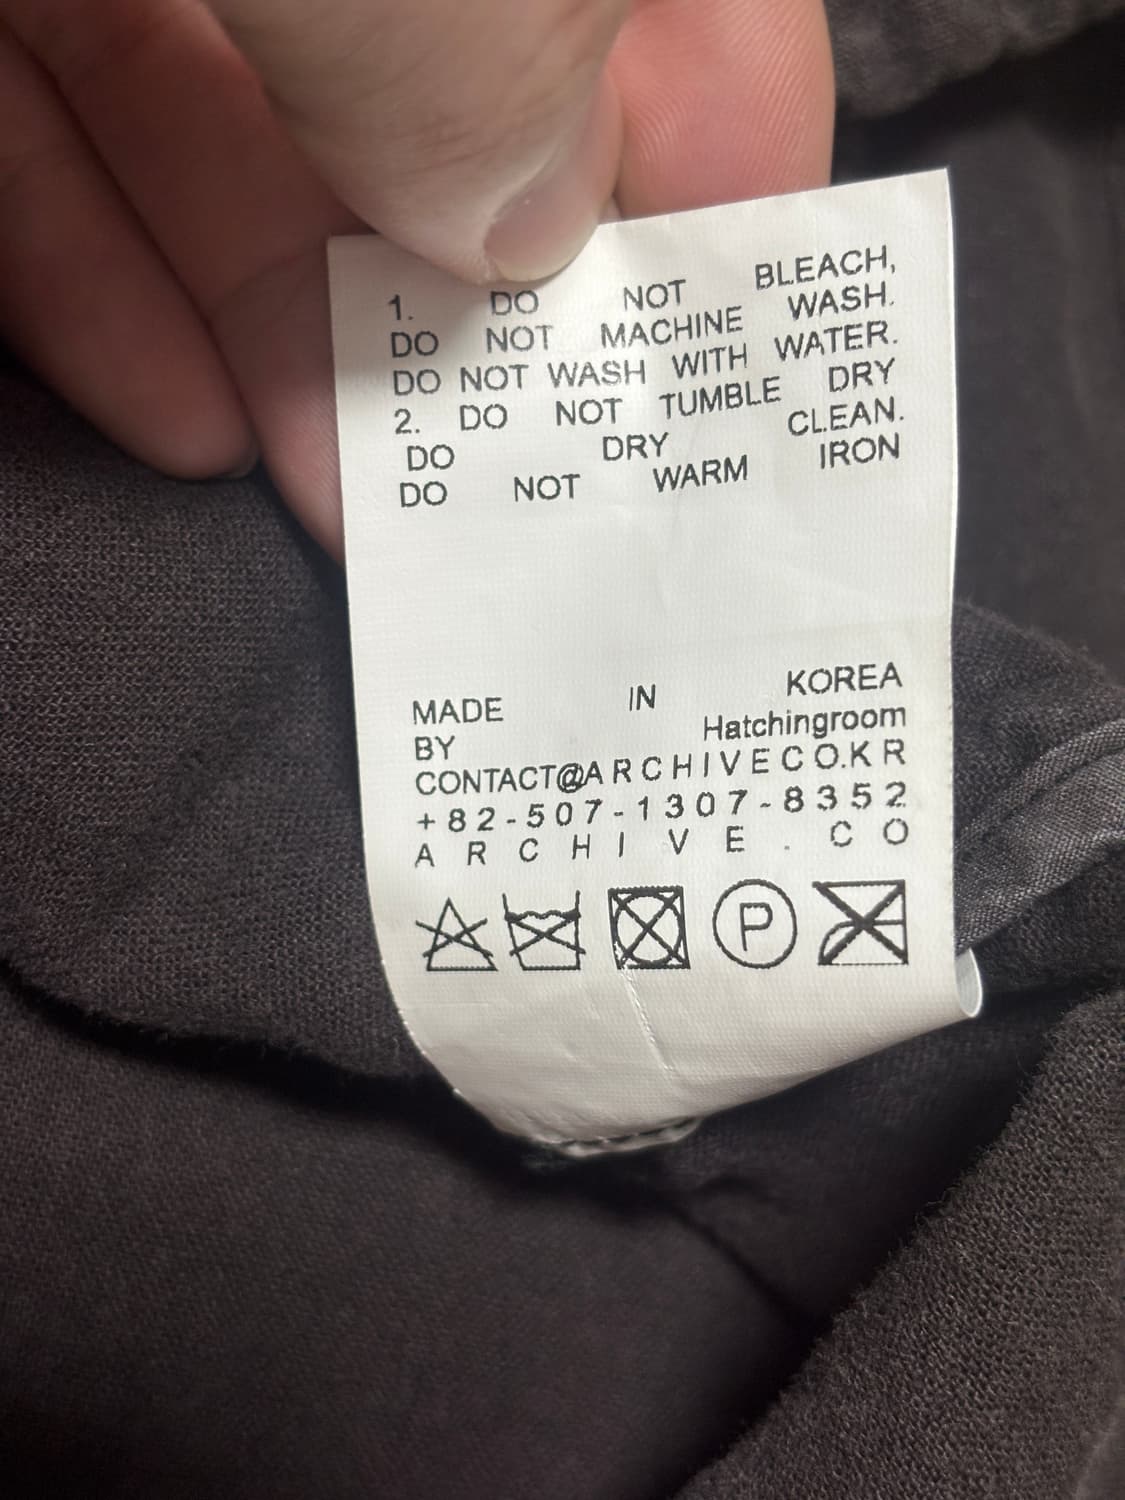 1. DO NOT BLEACH,
DO NOT MACHINE WASH.
DO NOT WASH WITH WATER.
2. DO NOT TUMBLE DRY
DO DRY CLEAN.
DO NOT WARM IRON
MADE IN KOREA
BY Hatchingroom
CONTACT@ARCHIVECO.KR
+82-507-1307-8352
ARCHIVE.CO
P